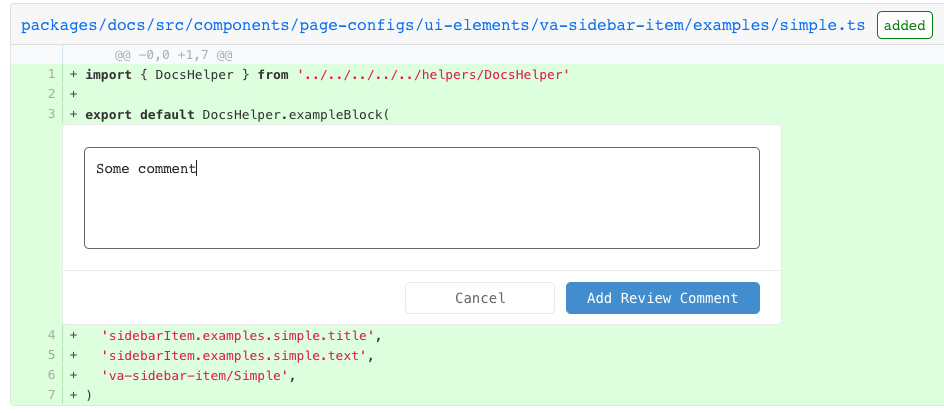 packages/docs/src/components/page-configs/ui-elements/va-sidebar-item/examples/simple.ts added
@@ -0,0 +1,7 @@
1 + import { DocsHelper } from '../../../../../helpers/DocsHelper'
2 +
3 + export default DocsHelper.exampleBlock(
Some comment
Cancel Add Review Comment
4 + 'sidebarItem.examples.simple.title',
5 + 'sidebarItem.examples.simple.text',
6 + 'va-sidebar-item/Simple',
7 + )